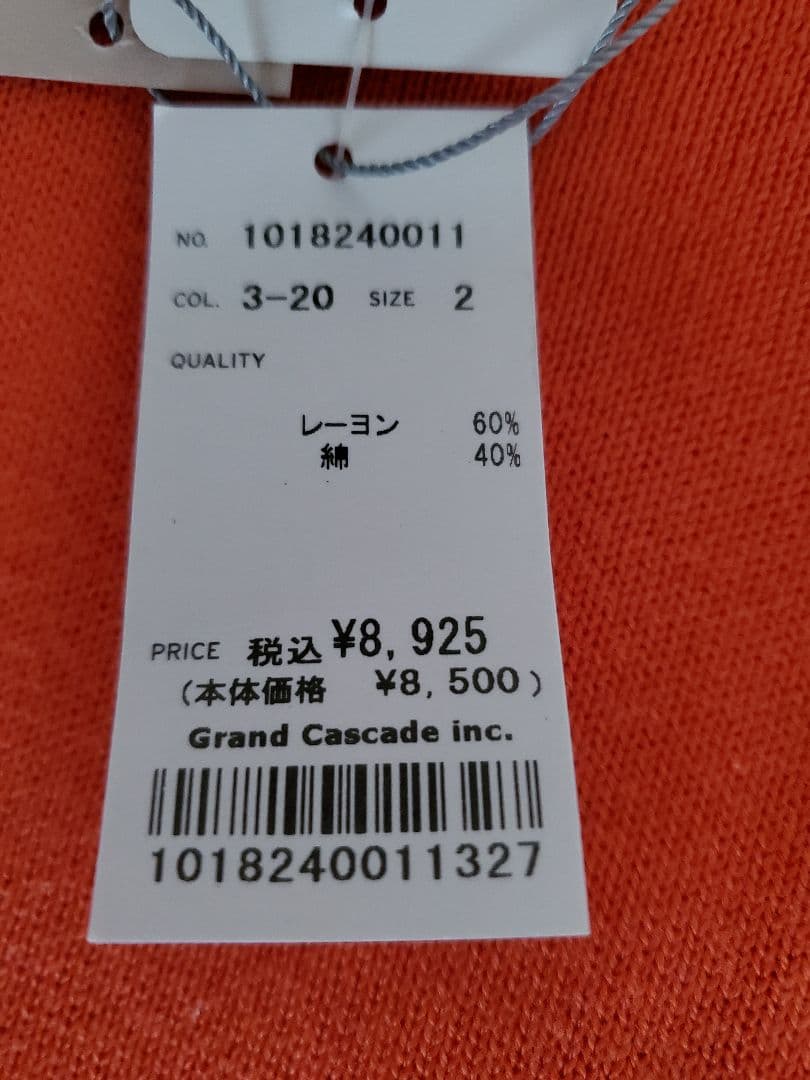 NO. 1018240011
COL. 3-20 SIZE 2
QUALITY
レーヨン 60%
綿 40%
PRICE 税込 ¥8,925
(本体価格 ¥8,500)
Grand Cascade inc.
1018240011327